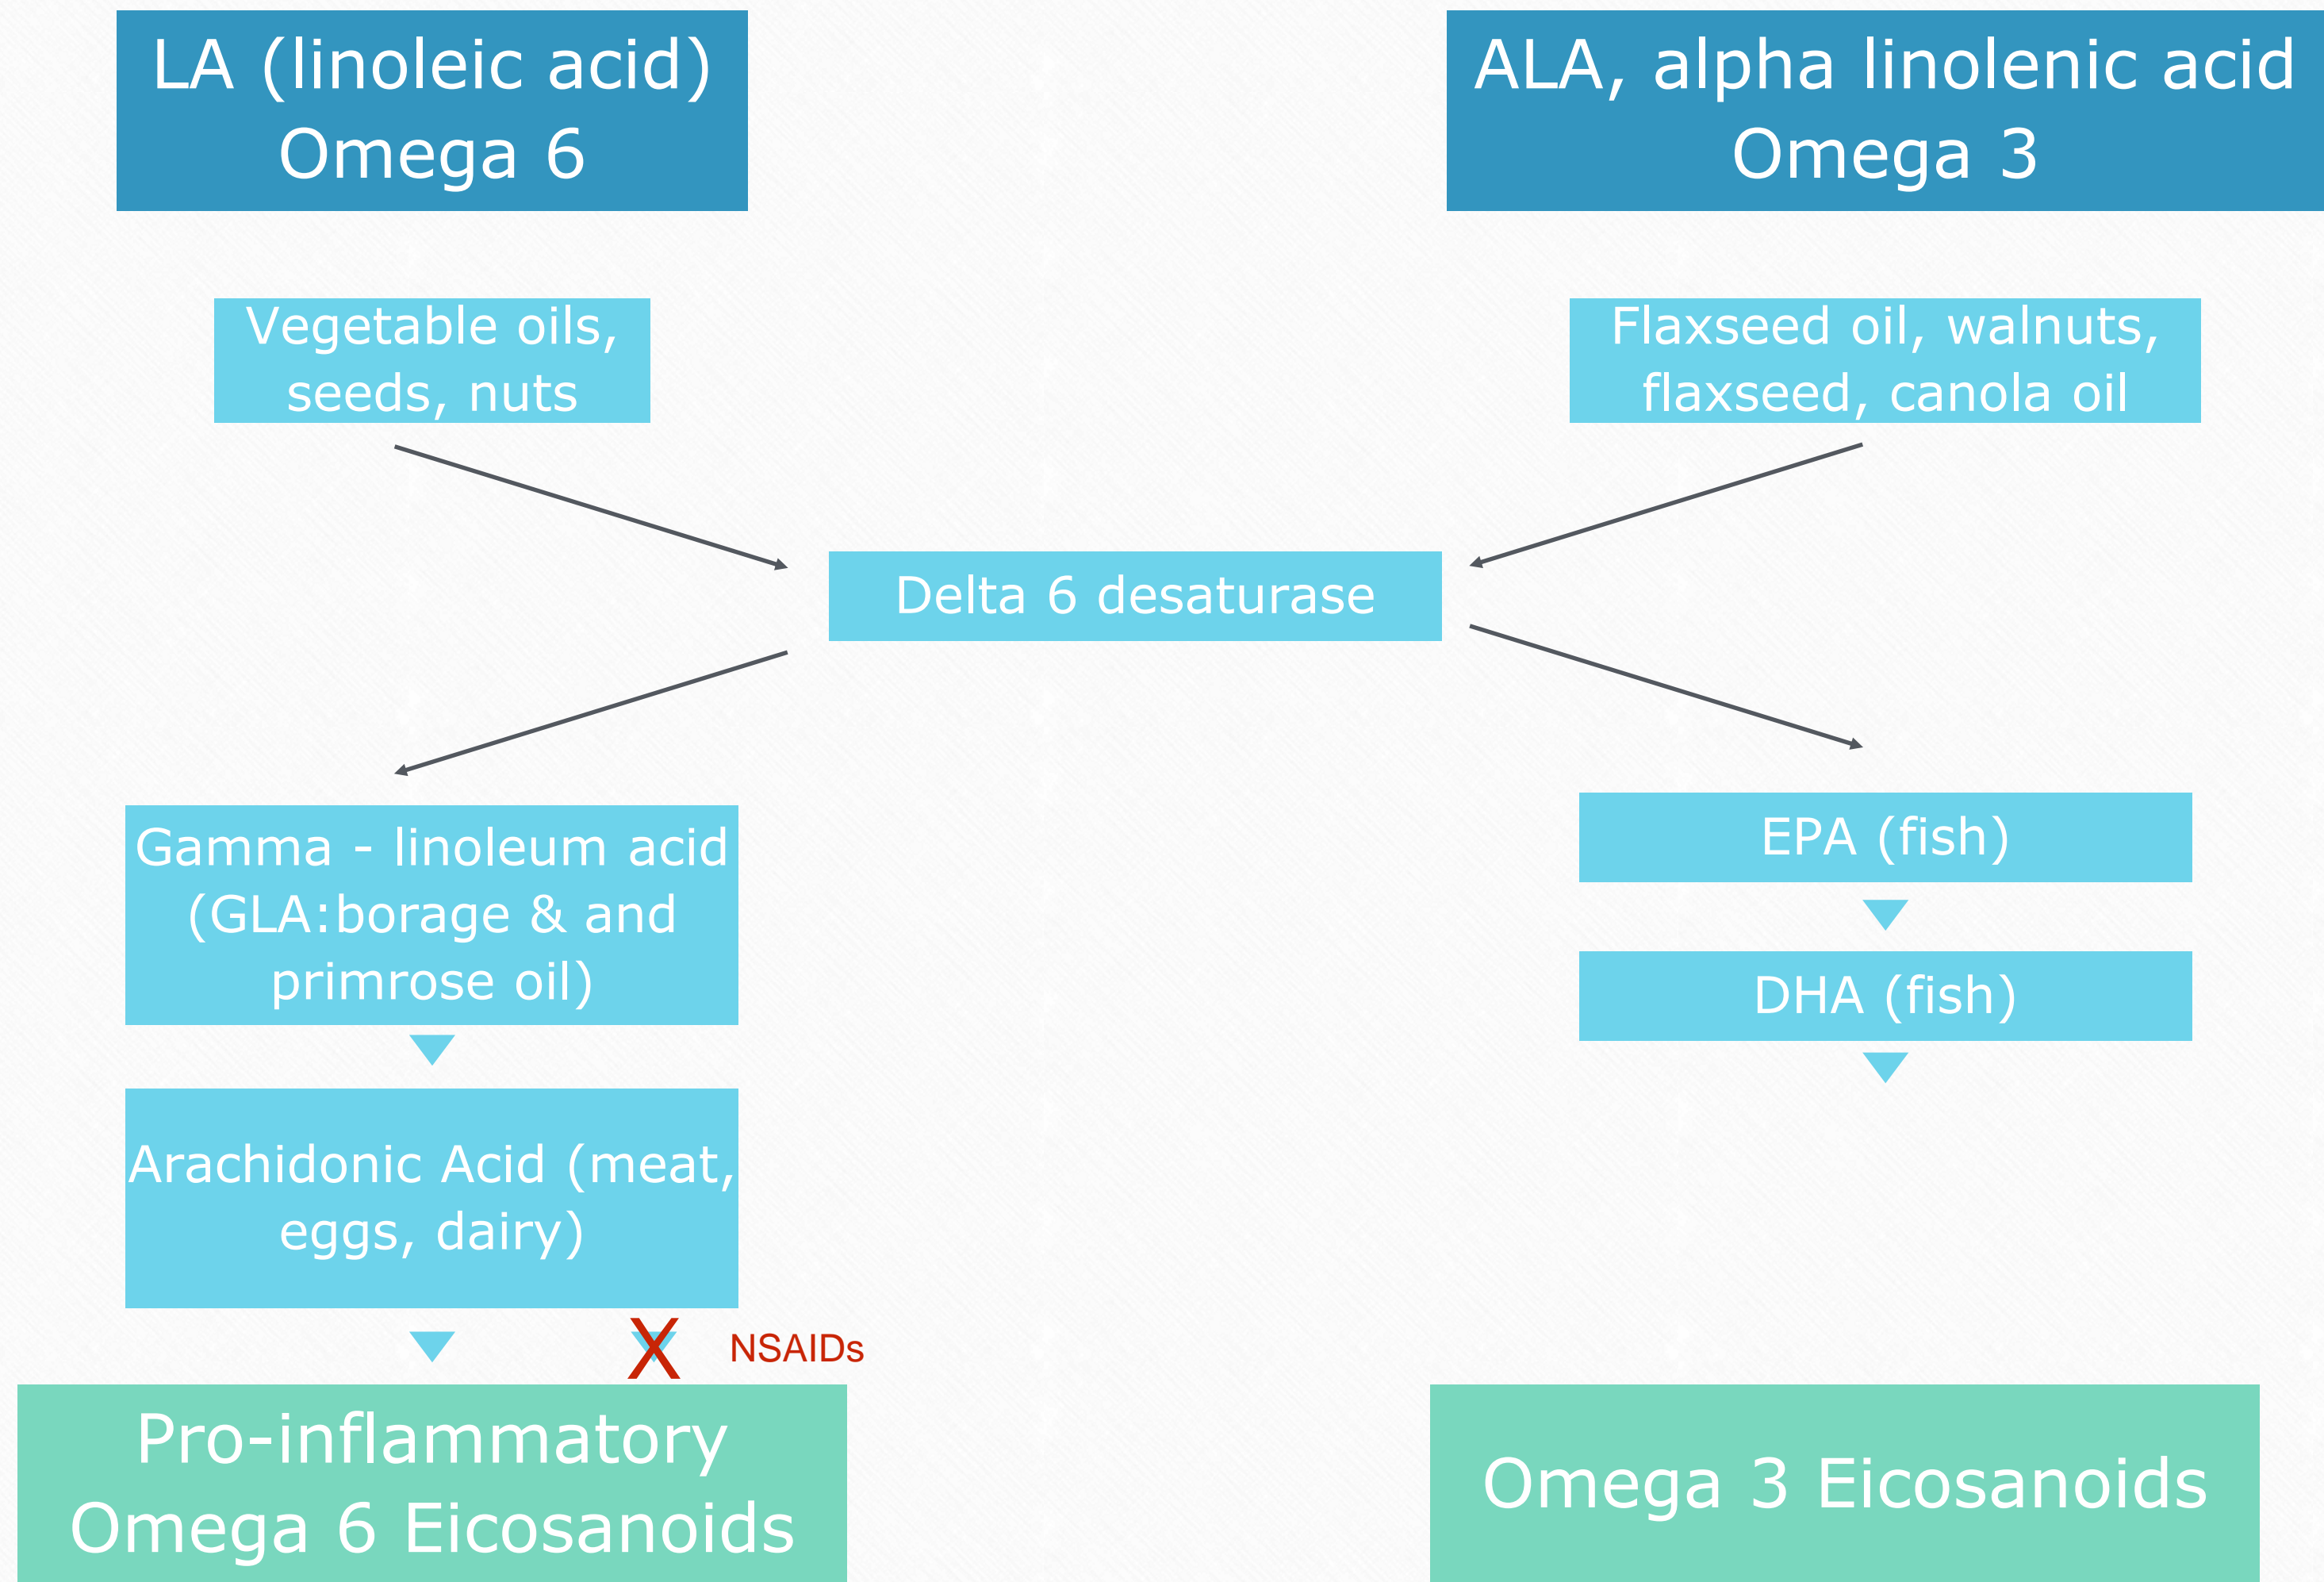 LA (linoleic acid)
Omega 6
ALA, alpha linolenic acid
Omega 3
Vegetable oils,
seeds, nuts
Flaxseed oil, walnuts,
flaxseed, canola oil
Delta 6 desaturase
Gamma - linoleum acid
(GLA:borage & and
primrose oil)
EPA (fish)
DHA (fish)
Arachidonic Acid (meat,
eggs, dairy)
X NSAIDs
Pro-inflammatory
Omega 6 Eicosanoids
Omega 3 Eicosanoids